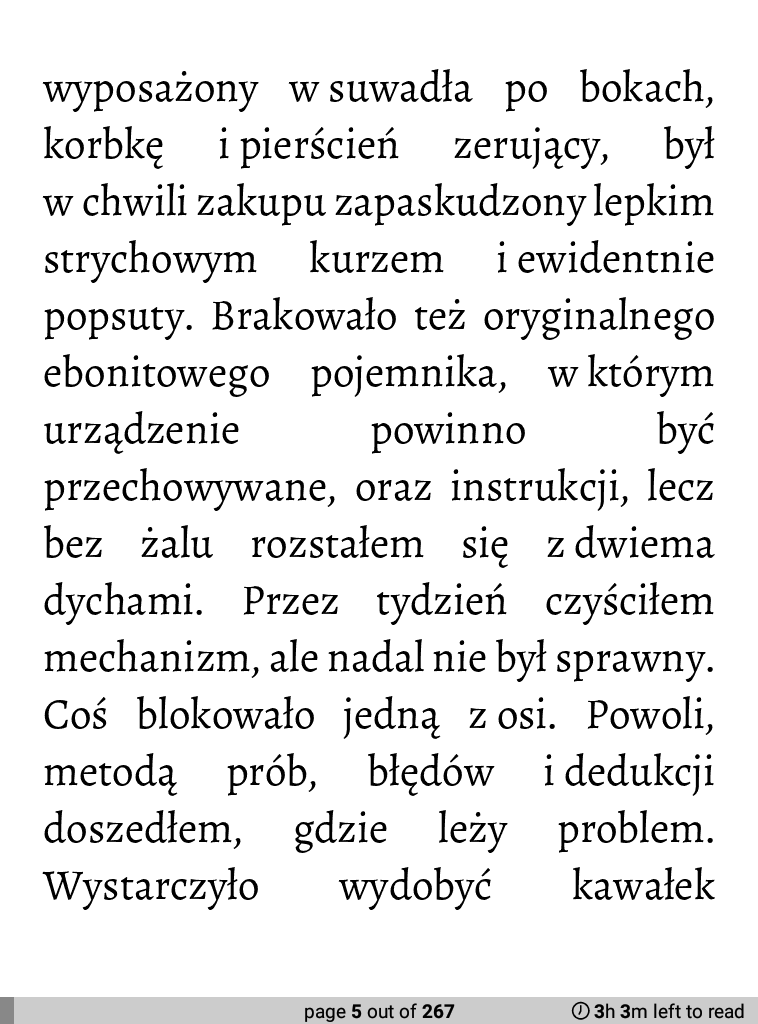 wyposażony w suwadła po bokach,
korbkę i pierścień zerujący, był
w chwili zakupu zapaskudzony lepkim
strychowym kurzem i ewidentnie
popsuty. Brakowało też oryginalnego
ebonitowego pojemnika, w którym
urządzenie powinno być
przechowywane, oraz instrukcji, lecz
bez żalu rozstałem się z dwiema
dychami. Przez tydzień czyściłem
mechanizm, ale nadal nie był sprawny.
Coś blokowało jedną z osi. Powoli,
metodą prób, błędów i dedukcji
doszedłem, gdzie leży problem.
Wystarczyło wydobyć kawałek
page 5 out of 267 3h 3m left to read